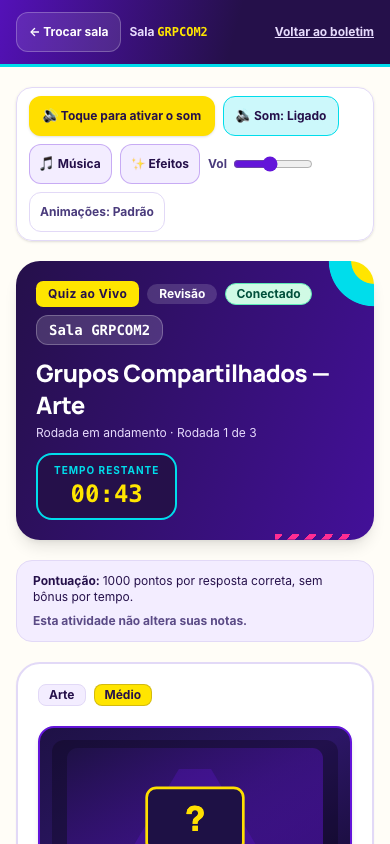 ← Trocar sala
Sala GRPCOM2
Voltar ao boletim
🔈 Toque para ativar o som
🔈 Som: Ligado
🎵 Música
✨ Efeitos
Vol
Animações: Padrão
Quiz ao Vivo
Revisão
Conectado
Sala GRPCOM2
Grupos Compartilhados —
Arte
Rodada em andamento · Rodada 1 de 3
TEMPO RESTANTE
00:43
Pontuação: 1000 pontos por resposta correta, sem
bônus por tempo.
Esta atividade não altera suas notas.
Arte
Médio
?